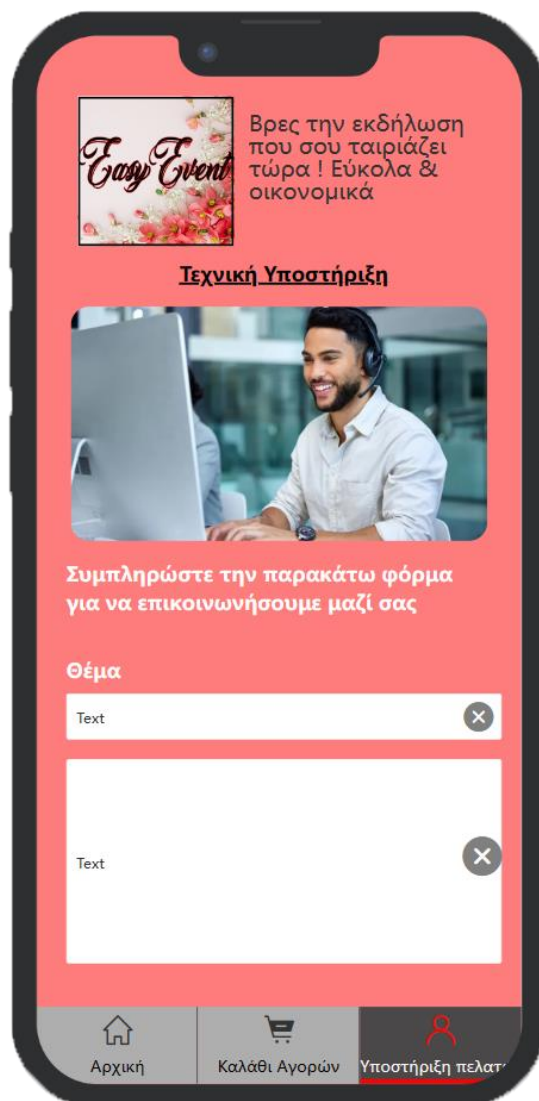 Easy Event
Βρες την εκδήλωση
που σου ταιριάζει
τώρα ! Εύκολα &
οικονομικά
Τεχνική Υποστήριξη
Συμπληρώστε την παρακάτω φόρμα
για να επικοινωνήσουμε μαζί σας
Θέμα
Text
Text
Αρχική
Καλάθι Αγορών
Υποστήριξη πελατ